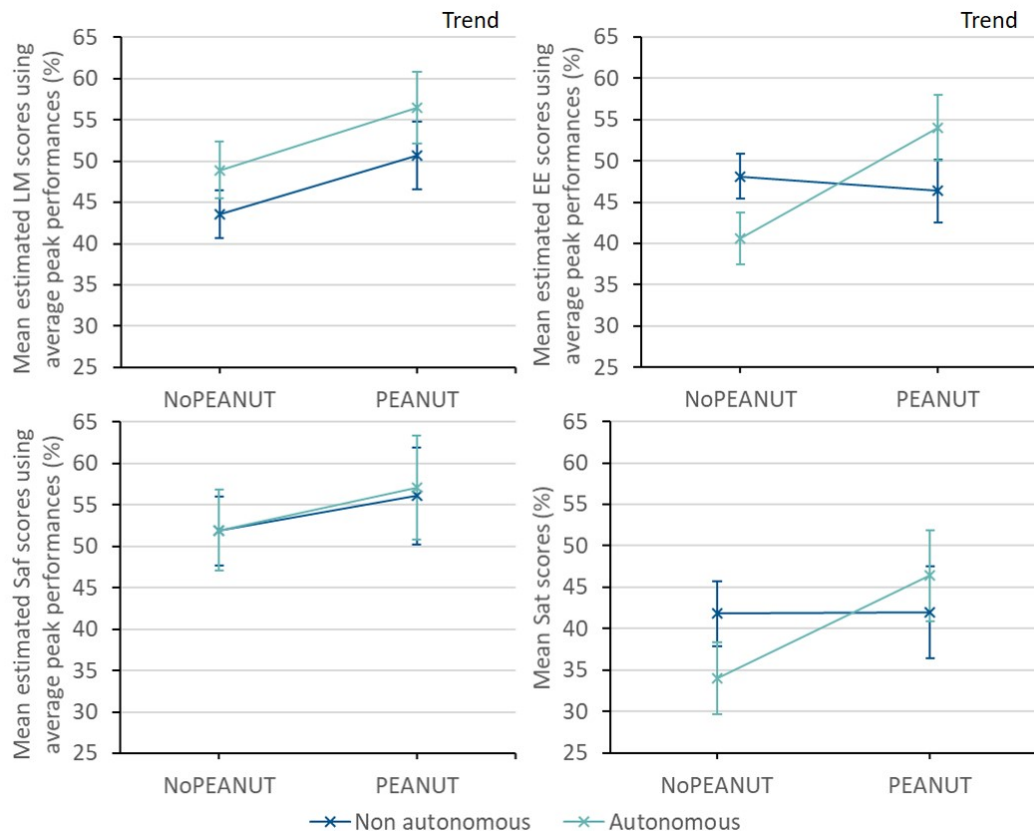 Trend
Mean estimated LM scores using
average peak performances (%)
65
60
55
50
45
40
35
30
25
NoPEANUT
PEANUT
Trend
Mean estimated EE scores using
average peak performances (%)
65
60
55
50
45
40
35
30
25
NoPEANUT
PEANUT
Mean estimated Saf scores using
average peak performances (%)
65
60
55
50
45
40
35
30
25
NoPEANUT
PEANUT
Mean Sat scores (%)
65
60
55
50
45
40
35
30
25
NoPEANUT
PEANUT
Non autonomous
Autonomous